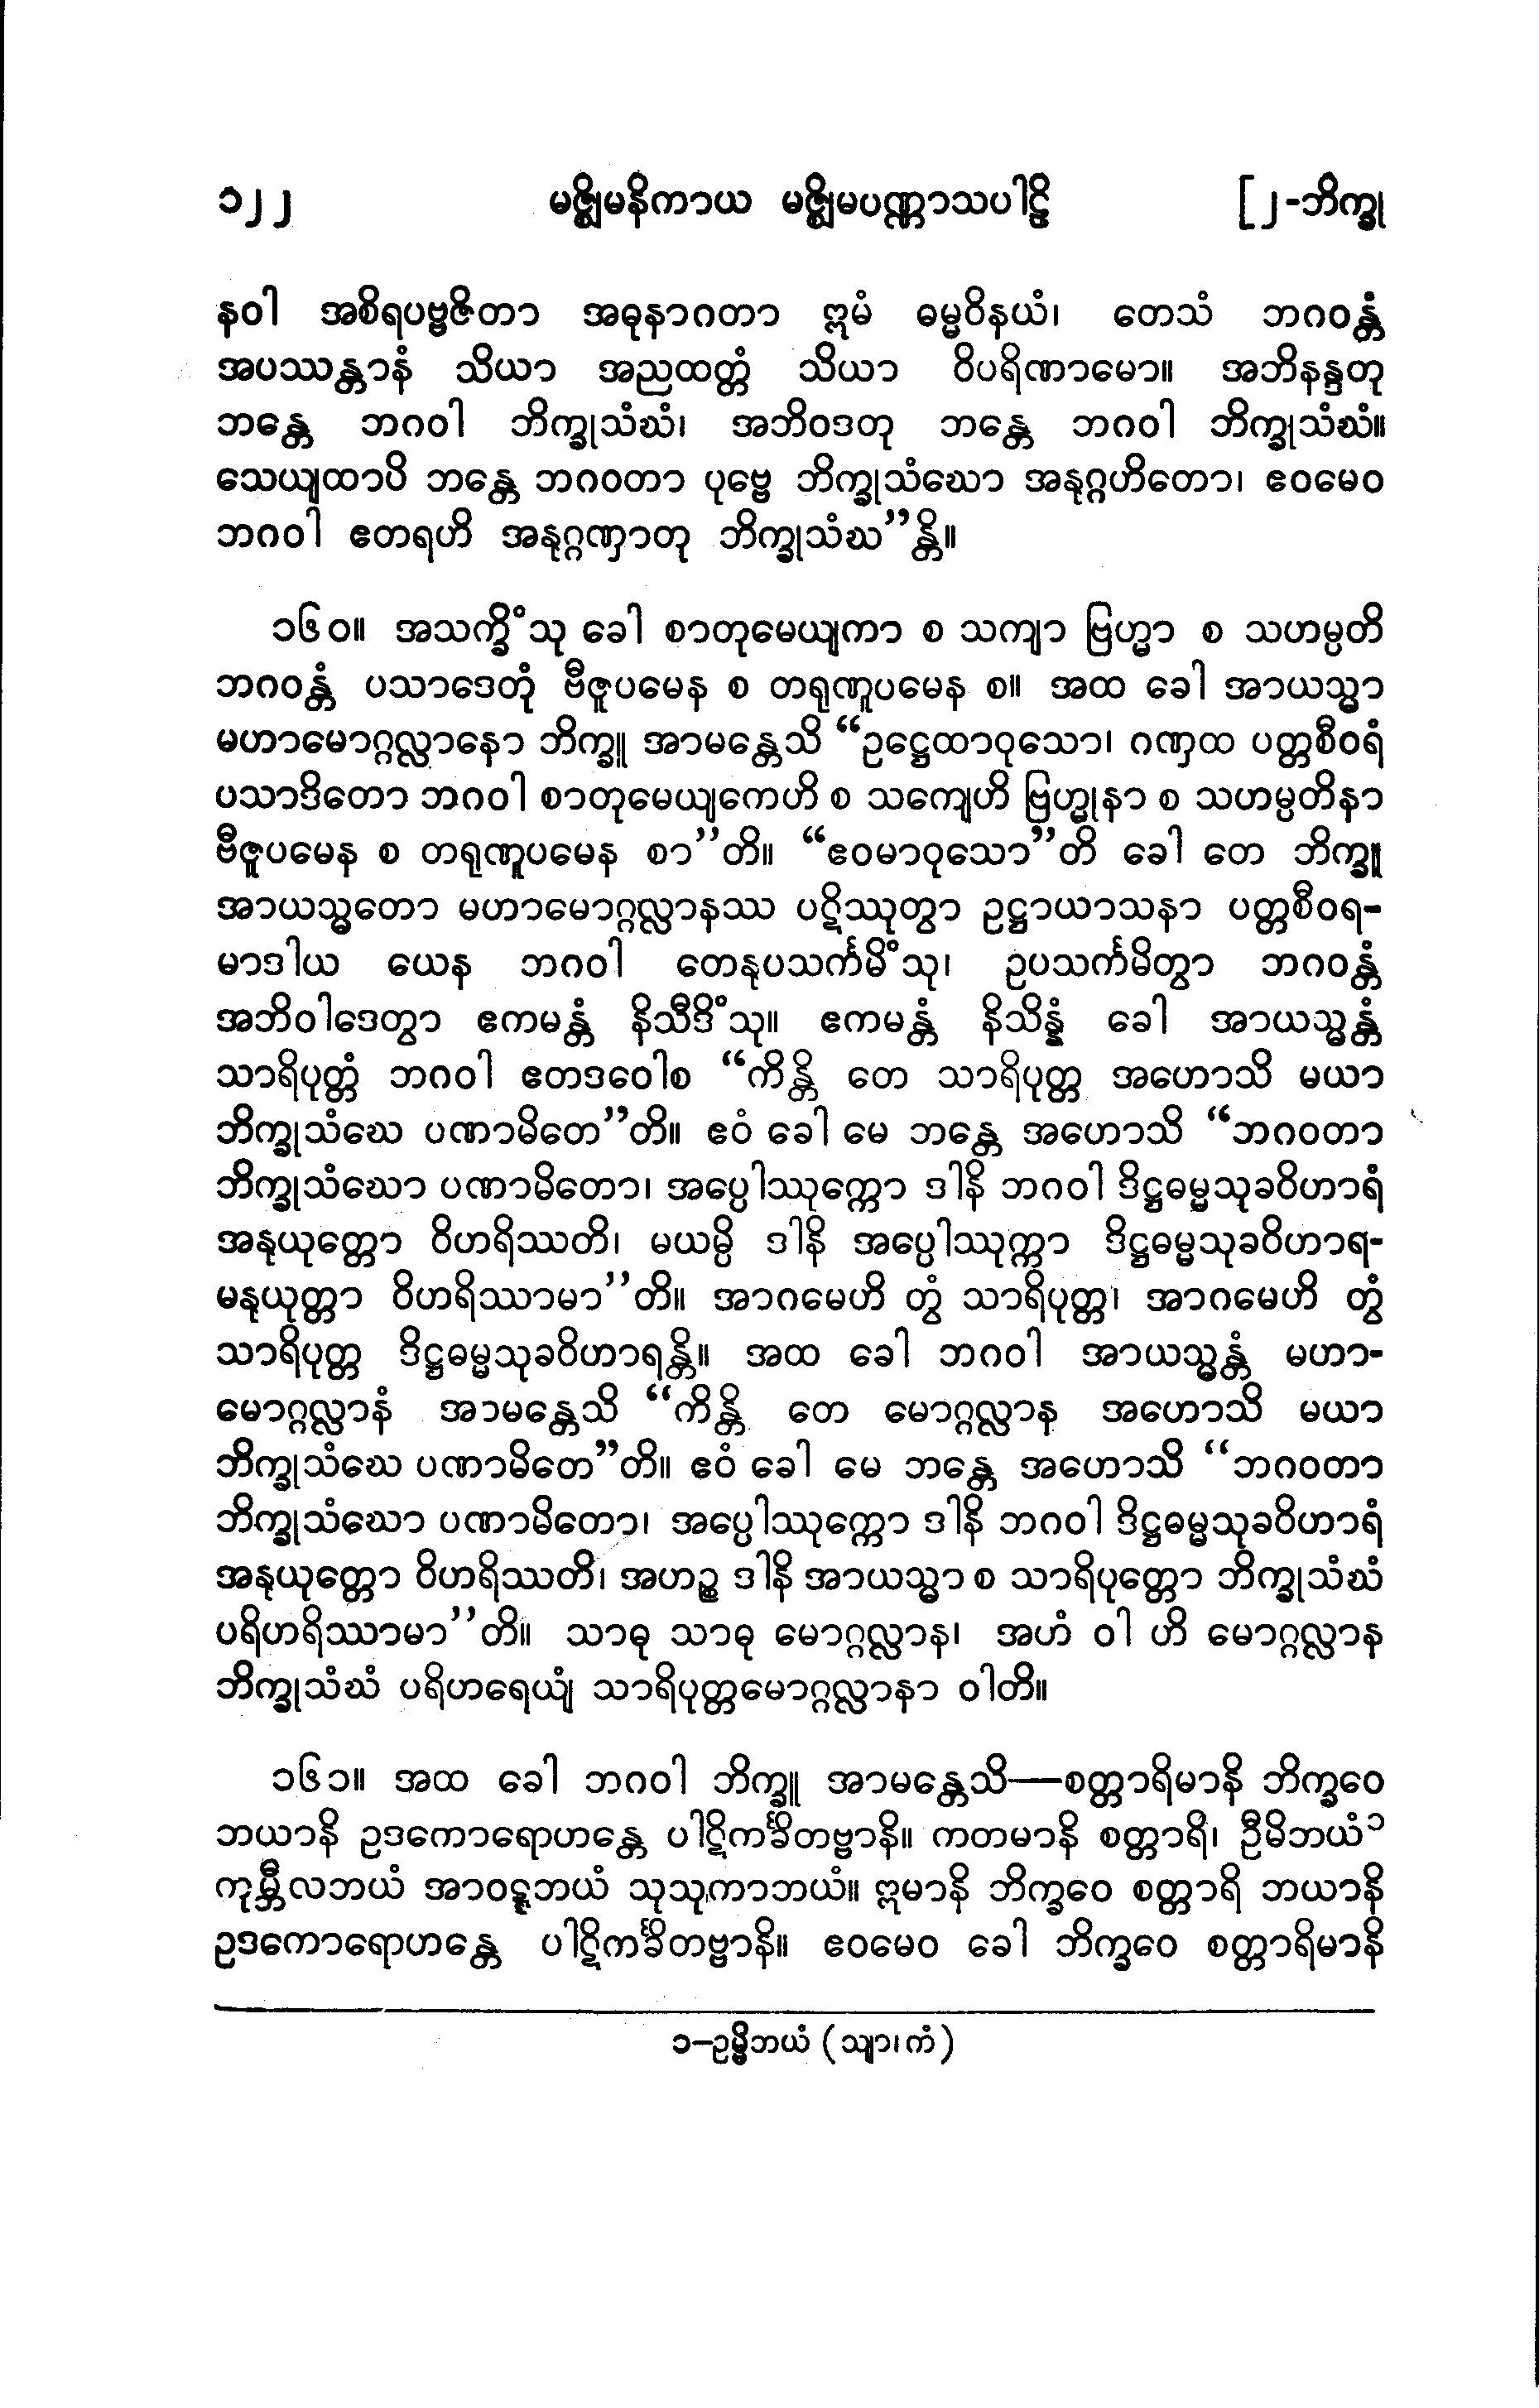 ၁၂၂ မဇ္ဈိမနိကာယ မဇ္ဈိမပဏ္ဏာသပါဠိ [၂-ဘိက္ခု
နဝါ အစိရပဗ္ဗဇိတာ အဓုနာဂတာ ဣမံ ဓမ္မဝိနယံ၊ တေသံ ဘဂဝန္တံ
အပဿန္တာနံ သိယာ အညထတ္တံ သိယာ ဝိပရိဏာမော။ အဘိနန္ဒတု
ဘန္တေ ဘဂဝါ ဘိက္ခုသံဃံ၊ အဘိဝဒတု ဘန္တေ ဘဂဝါ ဘိက္ခုသံဃံ။
သေယျထာပိ ဘန္တေ ဘဂဝတာ ပုဗ္ဗေ ဘိက္ခုသံဃော အနုဂ္ဂဟိတော၊ ဧဝမေဝ
ဘဂဝါ ဧတရဟိ အနုဂ္ဂဏှာတု ဘိက္ခုသံဃ”န္တိ။
၁၆၀။ အသက္ခိံသု ခေါ စာတုမေယျကာ စ သကျာ ဗြဟ္မာ စ သဟမ္ပတိ
ဘဂဝန္တံ ပသာဒေတုံ ဗီဇူပမေန စ တရုဏူပမေန စ။ အထ ခေါ အာယသ္မာ
မဟာမောဂ္ဂလ္လာနော ဘိက္ခူ အာမန္တေသိ “ဥဋ္ဌေထာဝုသော၊ ဂဏှထ ပတ္တစီဝရံ
ပသာဒိတော ဘဂဝါ စာတုမေယျကေဟိ စ သကျေဟိ ဗြဟ္မုနာ စ သဟမ္ပတိနာ
ဗီဇူပမေန စ တရုဏူပမေန စာ”တိ။ “ဧဝမာဝုသော”တိ ခေါ တေ ဘိက္ခူ
အာယသ္မတော မဟာမောဂ္ဂလ္လာနဿ ပဋိဿုတွာ ဥဋ္ဌာယာသနာ ပတ္တစီဝရ-
မာဒါယ ယေန ဘဂဝါ တေနုပသင်္ကမိံသု၊ ဥပသင်္ကမိတွာ ဘဂဝန္တံ
အဘိဝါဒေတွာ ဧကမန္တံ နိသီဒိံသု။ ဧကမန္တံ နိသိန္နံ ခေါ အာယသ္မန္တံ
သာရိပုတ္တံ ဘဂဝါ ဧတဒဝေါစ “ကိန္တိ တေ သာရိပုတ္တ အဟောသိ မယာ
ဘိက္ခုသံဃေ ပဏာမိတေ”တိ။ ဧဝံ ခေါ မေ ဘန္တေ အဟောသိ “ဘဂဝတာ
ဘိက္ခုသံဃော ပဏာမိတော၊ အပ္ပေါဿုက္ကော ဒါနိ ဘဂဝါ ဒိဋ္ဌဓမ္မသုခဝိဟာရံ
အနုယုတ္တော ဝိဟရိဿတိ၊ မယမ္ပိ ဒါနိ အပ္ပေါဿုက္ကာ ဒိဋ္ဌဓမ္မသုခဝိဟာရ-
မနုယုတ္တာ ဝိဟရိဿာမာ”တိ။ အာဂမေဟိ တွံ သာရိပုတ္တ၊ အာဂမေဟိ တွံ
သာရိပုတ္တ ဒိဋ္ဌဓမ္မသုခဝိဟာရန္တိ။ အထ ခေါ ဘဂဝါ အာယသ္မန္တံ မဟာ-
မောဂ္ဂလ္လာနံ အာမန္တေသိ “ကိန္တိ တေ မောဂ္ဂလ္လာန အဟောသိ မယာ
ဘိက္ခုသံဃေ ပဏာမိတေ”တိ။ ဧဝံ ခေါ မေ ဘန္တေ အဟောသိ “ဘဂဝတာ
ဘိက္ခုသံဃော ပဏာမိတော၊ အပ္ပေါဿုက္ကော ဒါနိ ဘဂဝါ ဒိဋ္ဌဓမ္မသုခဝိဟာရံ
အနုယုတ္တော ဝိဟရိဿတိ၊ အဟဉ္စ ဒါနိ အာယသ္မာ စ သာရိပုတ္တော ဘိက္ခုသံဃံ
ပရိဟရိဿာမာ”တိ။ သာဓု သာဓု မောဂ္ဂလ္လာန၊ အဟံ ဝါ ဟိ မောဂ္ဂလ္လာန
ဘိက္ခုသံဃံ ပရိဟရေယျံ သာရိပုတ္တမောဂ္ဂလ္လာနာ ဝါတိ။
၁၆၁။ အထ ခေါ ဘဂဝါ ဘိက္ခူ အာမန္တေသိ—စတ္တာရိမာနိ ဘိက္ခဝေ
ဘယာနိ ဥဒကောရောဟန္တေ ပါဋိကင်္ခိတဗ္ဗာနိ။ ကတမာနိ စတ္တာရိ၊ ဦမိဘယံ၁
ကုမ္ဘီလဘယံ အာဝဋ္ဋဘယံ သုသုကာဘယံ။ ဣမာနိ ဘိက္ခဝေ စတ္တာရိ ဘယာနိ
ဥဒကောရောဟန္တေ ပါဋိကင်္ခိတဗ္ဗာနိ။ ဧဝမေဝ ခေါ ဘိက္ခဝေ စတ္တာရိမာနိ
၁–ဥမ္မိဘယံ (သျာ၊ကံ)